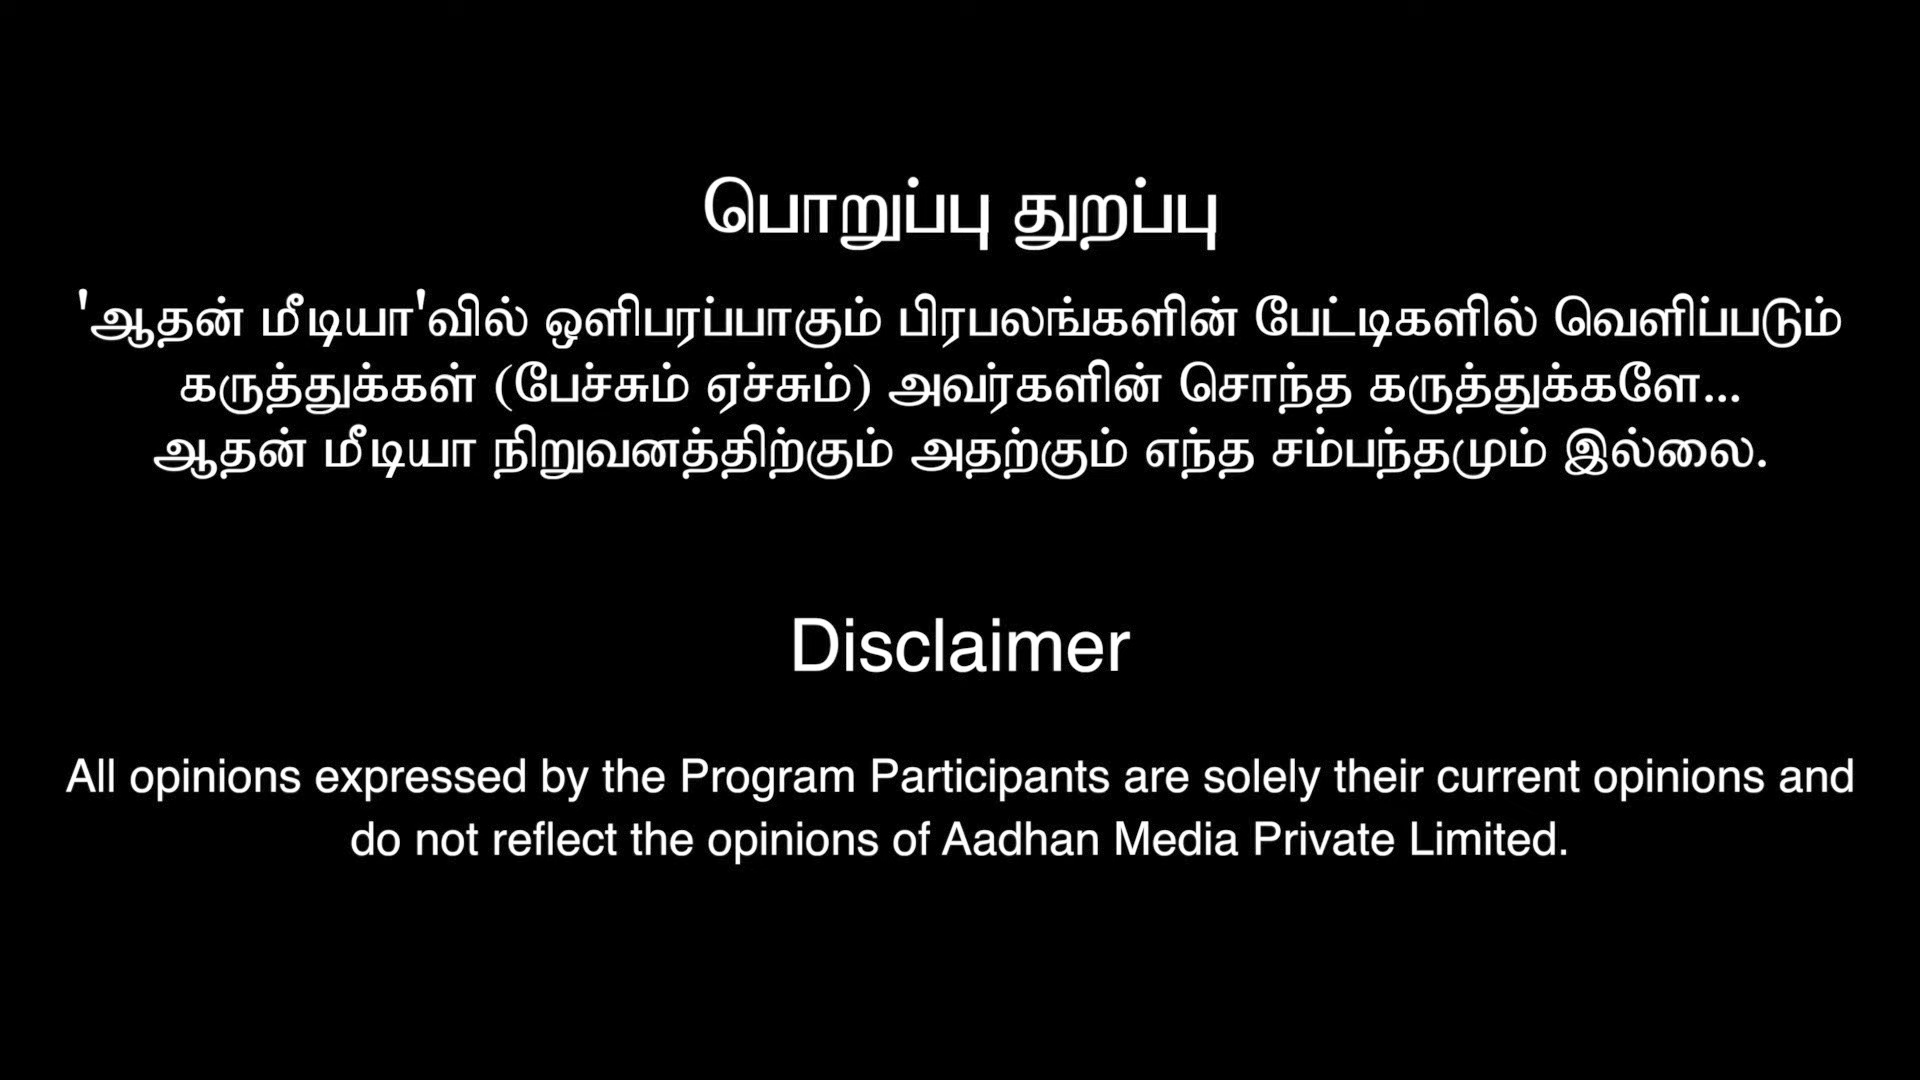 பொறுப்பு துறப்பு
'ஆதன் மீடியா'வில் ஒளிபரப்பாகும் பிரபலங்களின் பேட்டிகளில் வெளிப்படும்
கருத்துக்கள் (பேச்சும் ஏச்சும்) அவர்களின் சொந்த கருத்துக்களே...
ஆதன் மீடியா நிறுவனத்திற்கும் அதற்கும் எந்த சம்பந்தமும் இல்லை.
Disclaimer
All opinions expressed by the Program Participants are solely their current opinions and
do not reflect the opinions of Aadhan Media Private Limited.